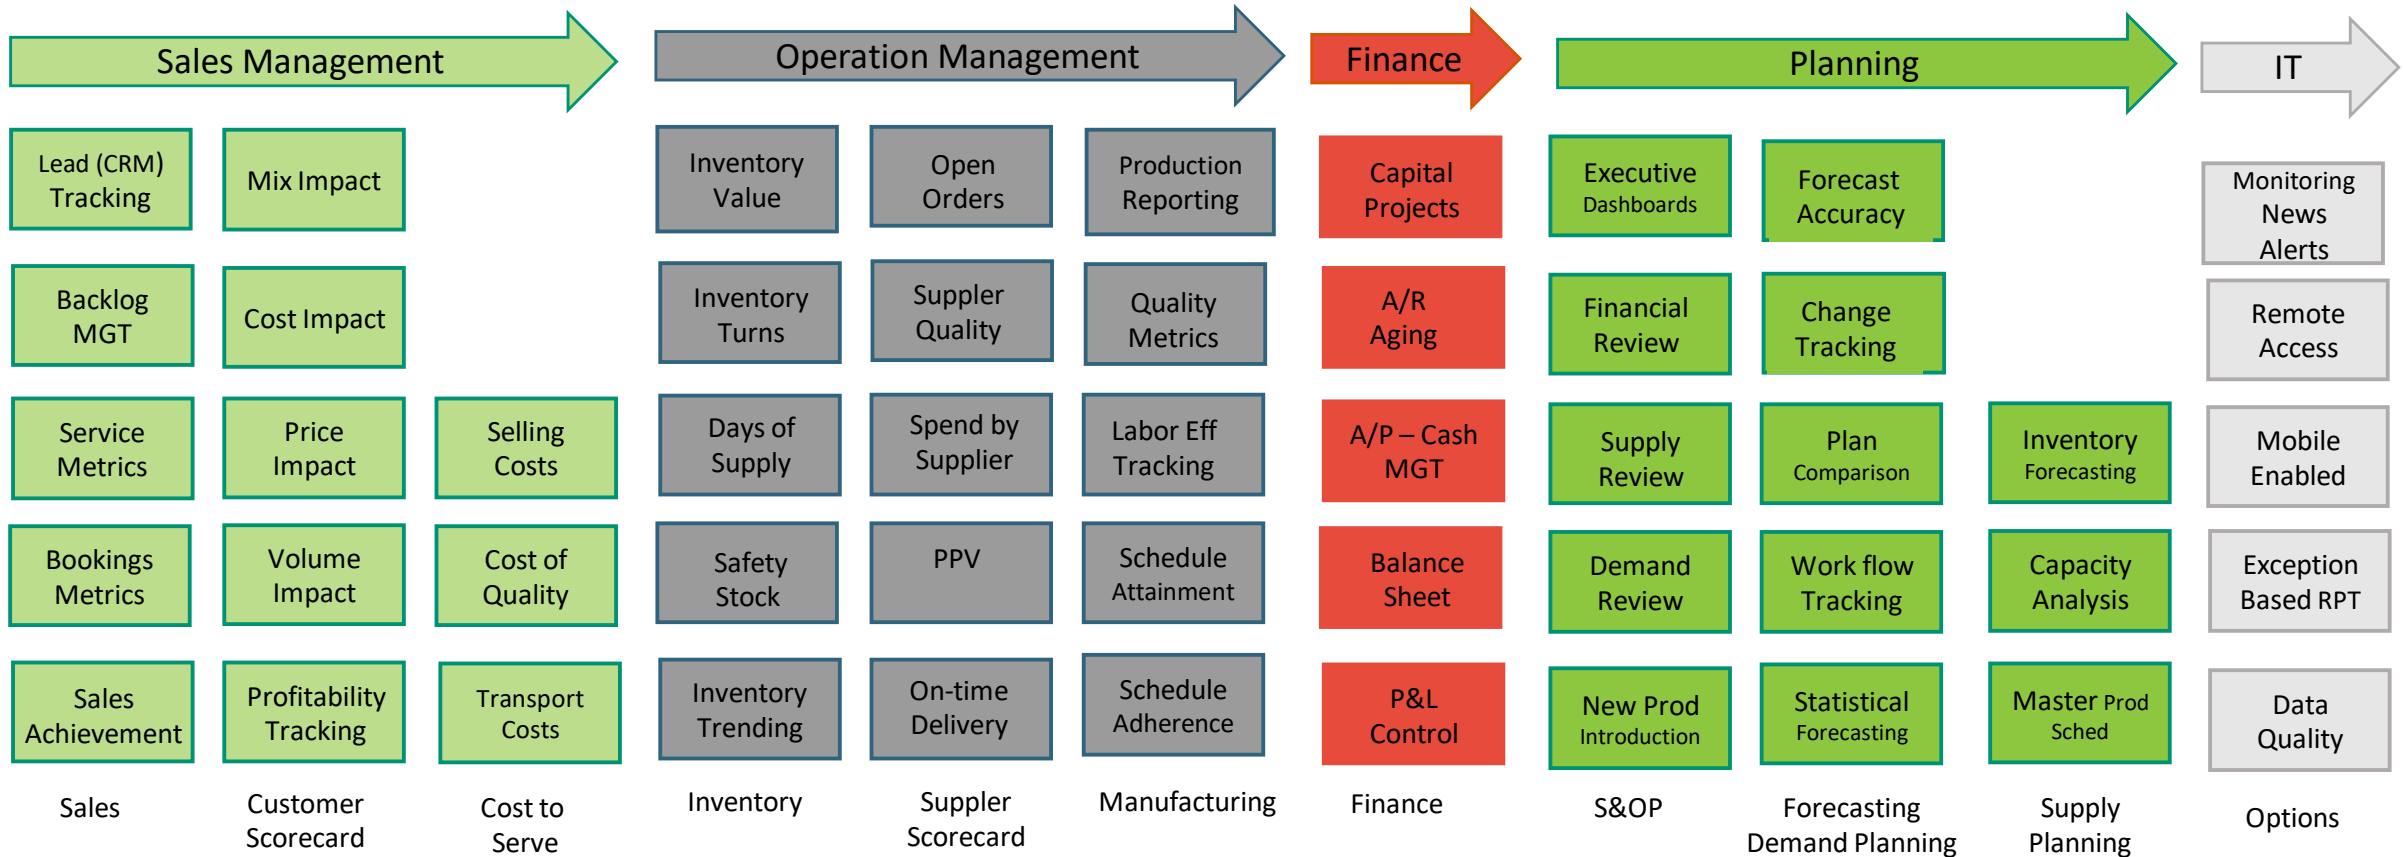 Sales Management
Operation Management
Finance
Planning
IT
Lead (CRM)
Tracking
Mix Impact
Inventory
Value
Open
Orders
Production
Reporting
Capital
Projects
Executive
Dashboards
Forecast
Accuracy
Monitoring
News
Alerts
Backlog
MGT
Cost Impact
Inventory
Turns
Suppler
Quality
Quality
Metrics
A/R
Aging
Financial
Review
Change
Tracking
Remote
Access
Service
Metrics
Price
Impact
Selling
Costs
Days of
Supply
Spend by
Supplier
Labor Eff
Tracking
A/P – Cash
MGT
Supply
Review
Plan
Comparison
Inventory
Forecasting
Mobile
Enabled
Bookings
Metrics
Volume
Impact
Cost of
Quality
Safety
Stock
PPV
Schedule
Attainment
Balance
Sheet
Demand
Review
Work flow
Tracking
Capacity
Analysis
Exception
Based RPT
Sales
Achievement
Profitability
Tracking
Transport
Costs
Inventory
Trending
On-time
Delivery
Schedule
Adherence
P&L
Control
New Prod
Introduction
Statistical
Forecasting
Master Prod
Sched
Data
Quality
Sales
Customer
Scorecard
Cost to
Serve
Inventory
Suppler
Scorecard
Manufacturing
Finance
S&OP
Forecasting
Demand Planning
Supply
Planning
Options